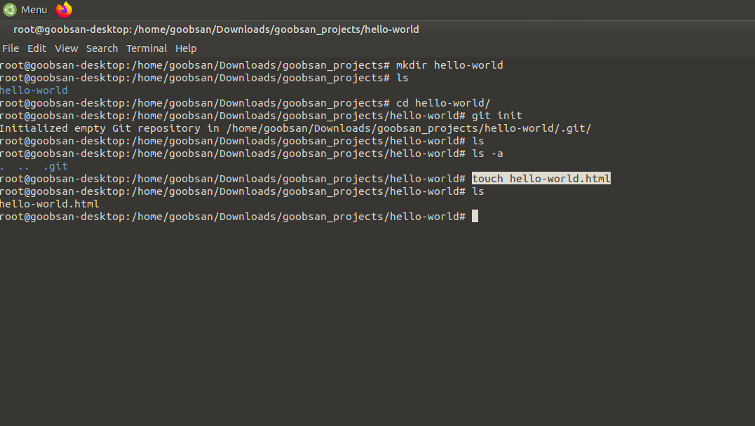 Menu
root@goobsan-desktop: /home/goobsan/Downloads/goobsan_projects/hello-world
File Edit View Search Terminal Help
root@goobsan-desktop:/home/goobsan/Downloads/goobsan_projects# mkdir hello-world
root@goobsan-desktop:/home/goobsan/Downloads/goobsan_projects# ls
hello-world
root@goobsan-desktop:/home/goobsan/Downloads/goobsan_projects# cd hello-world/
root@goobsan-desktop:/home/goobsan/Downloads/goobsan_projects/hello-world# git init
Initialized empty Git repository in /home/goobsan/Downloads/goobsan_projects/hello-world/.git/
root@goobsan-desktop:/home/goobsan/Downloads/goobsan_projects/hello-world# ls
root@goobsan-desktop:/home/goobsan/Downloads/goobsan_projects/hello-world# ls -a
. .. .git
root@goobsan-desktop:/home/goobsan/Downloads/goobsan_projects/hello-world# touch hello-world.html
root@goobsan-desktop:/home/goobsan/Downloads/goobsan_projects/hello-world# ls
hello-world.html
root@goobsan-desktop:/home/goobsan/Downloads/goobsan_projects/hello-world#